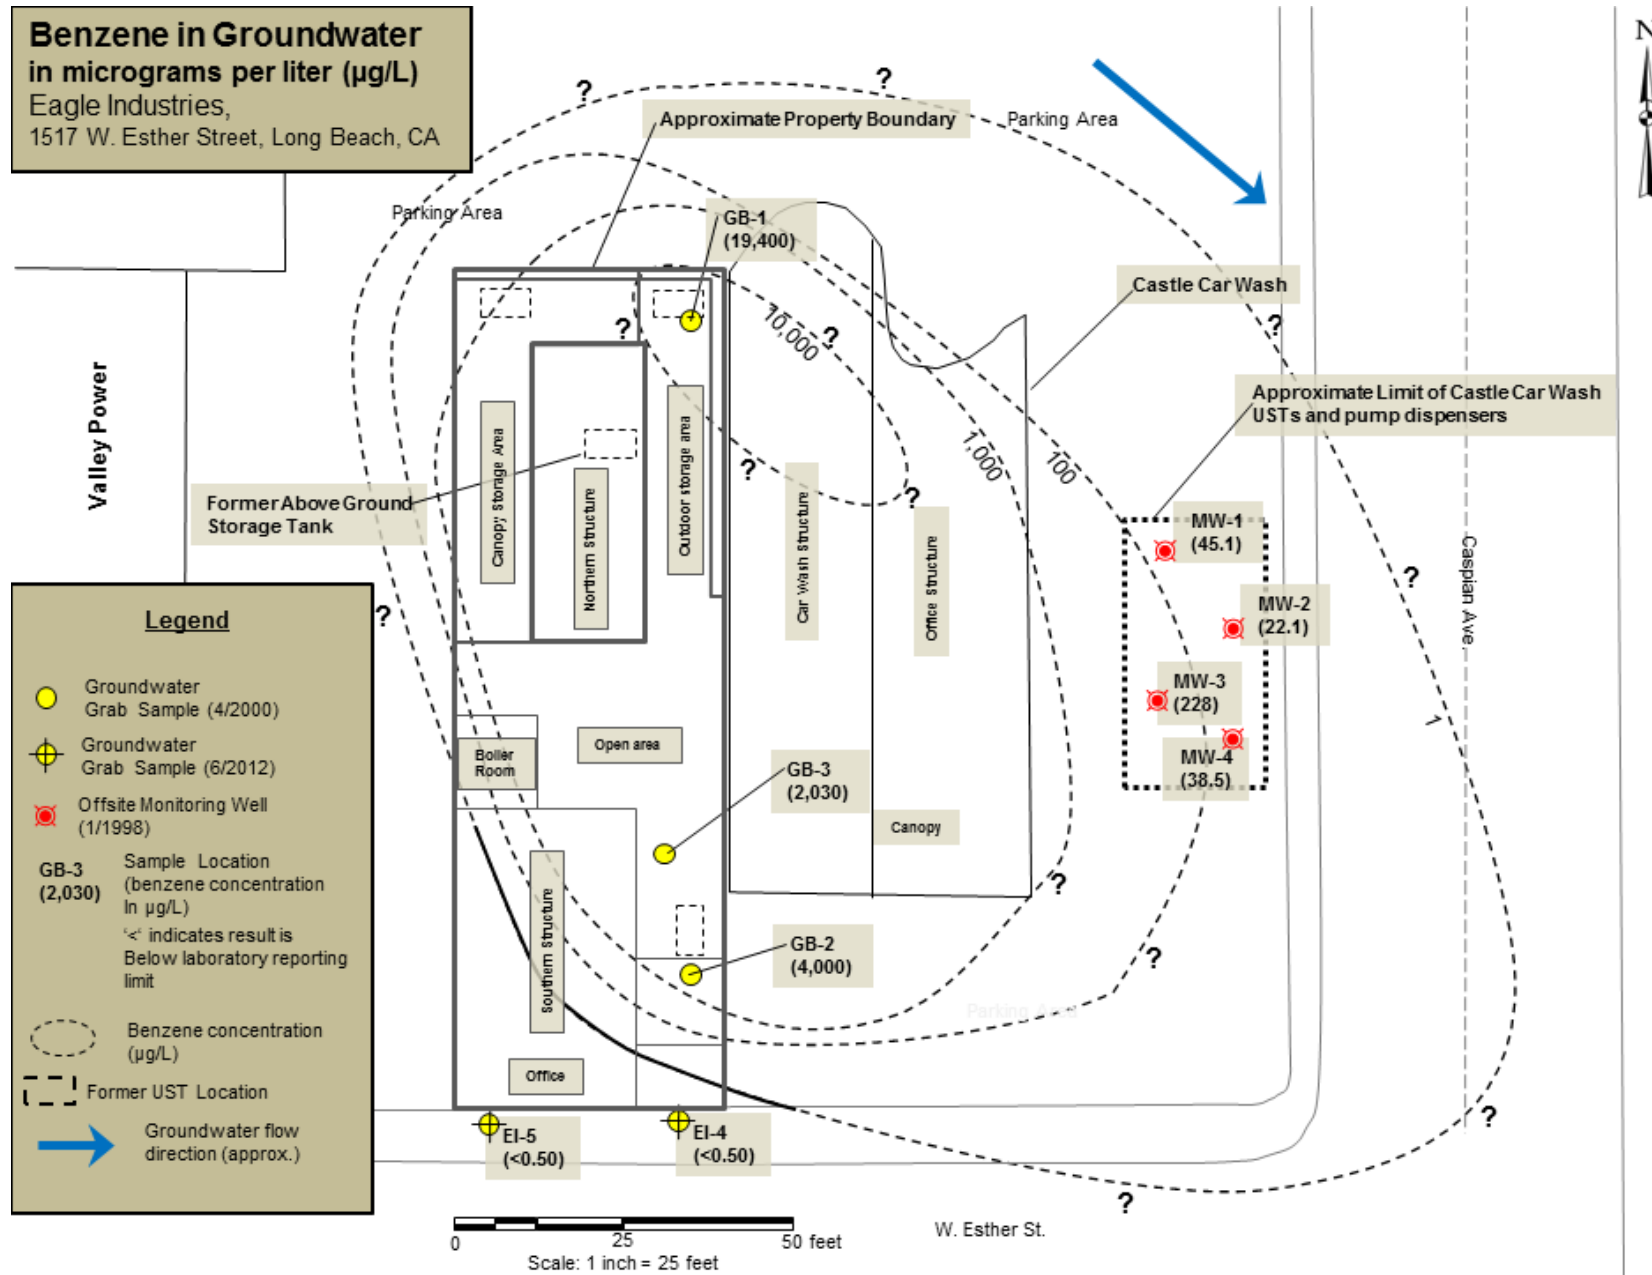 Benzene in Groundwater
in micrograms per liter (µg/L)
Eagle Industries,
1517 W. Esther Street, Long Beach, CA
N
?
?
Approximate Property Boundary
Parking Area
Parking Area
GB-1
(19,400)
Castle Car Wash
?
?
10,000
?
Approximate Limit of Castle Car Wash
USTs and pump dispensers
Valley Power
Canopy Storage Area
Northern Structure
Outdoor storage area
Former Above Ground
Storage Tank
?
?
1,000
100
Car Wash Structure
Office Structure
MW-1
(45.1)
MW-2
(22.1)
MW-3
(228)
MW-4
(38.5)
Caspian Ave.
?
?
1
Boiler
Room
Open area
GB-3
(2,030)
Canopy
?
GB-2
(4,000)
?
Parking Area
Southern Structure
Office
EI-5
(<0.50)
EI-4
(<0.50)
?
?
Legend
Groundwater
Grab Sample (4/2000)
Groundwater
Grab Sample (6/2012)
Offsite Monitoring Well
(1/1998)
GB-3
(2,030)
Sample Location
(benzene concentration
In µg/L)
'<' indicates result is
Below laboratory reporting
limit
Benzene concentration
(µg/L)
Former UST Location
Groundwater flow
direction (approx.)
0 25 50 feet
Scale: 1 inch = 25 feet
W. Esther St.